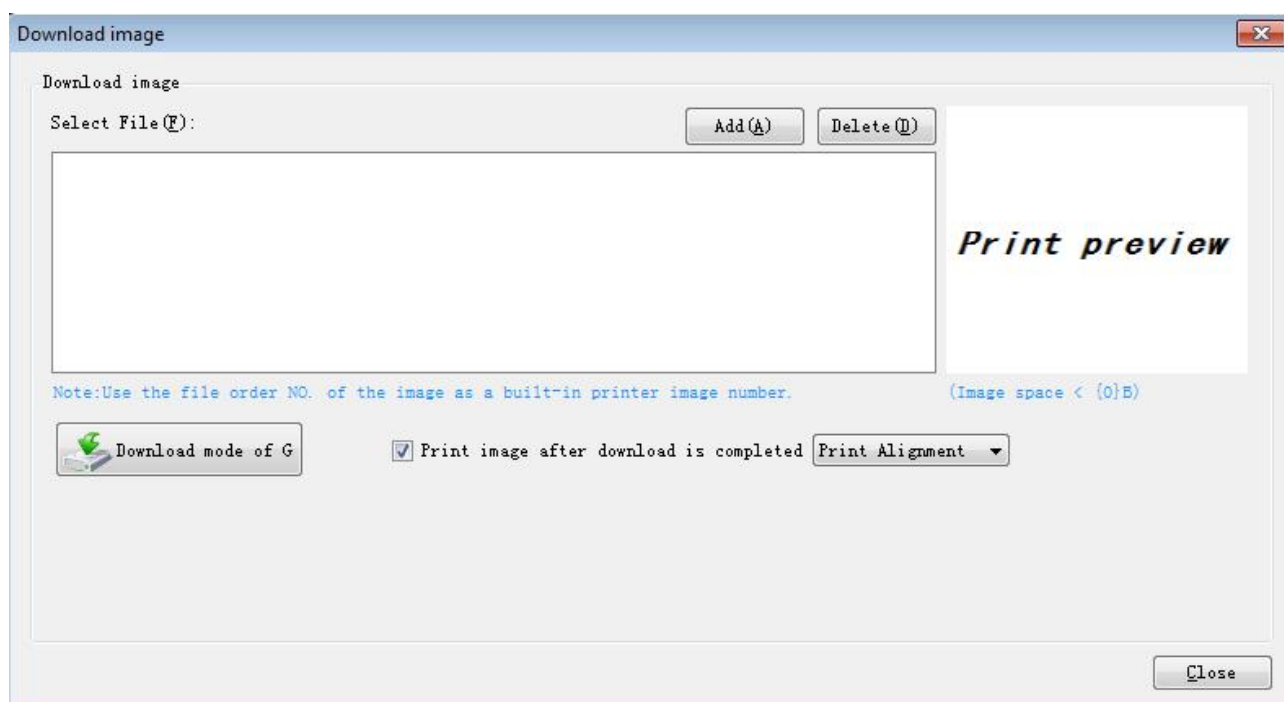 Download image
Download image
Select File(F):
Add(A)
Delete(D)
Print preview
Note:Use the file order NO. of the image as a built-in printer image number.
(Image space < {0}B)
Download mode of G
Print image after download is completed
Print Alignment
Close